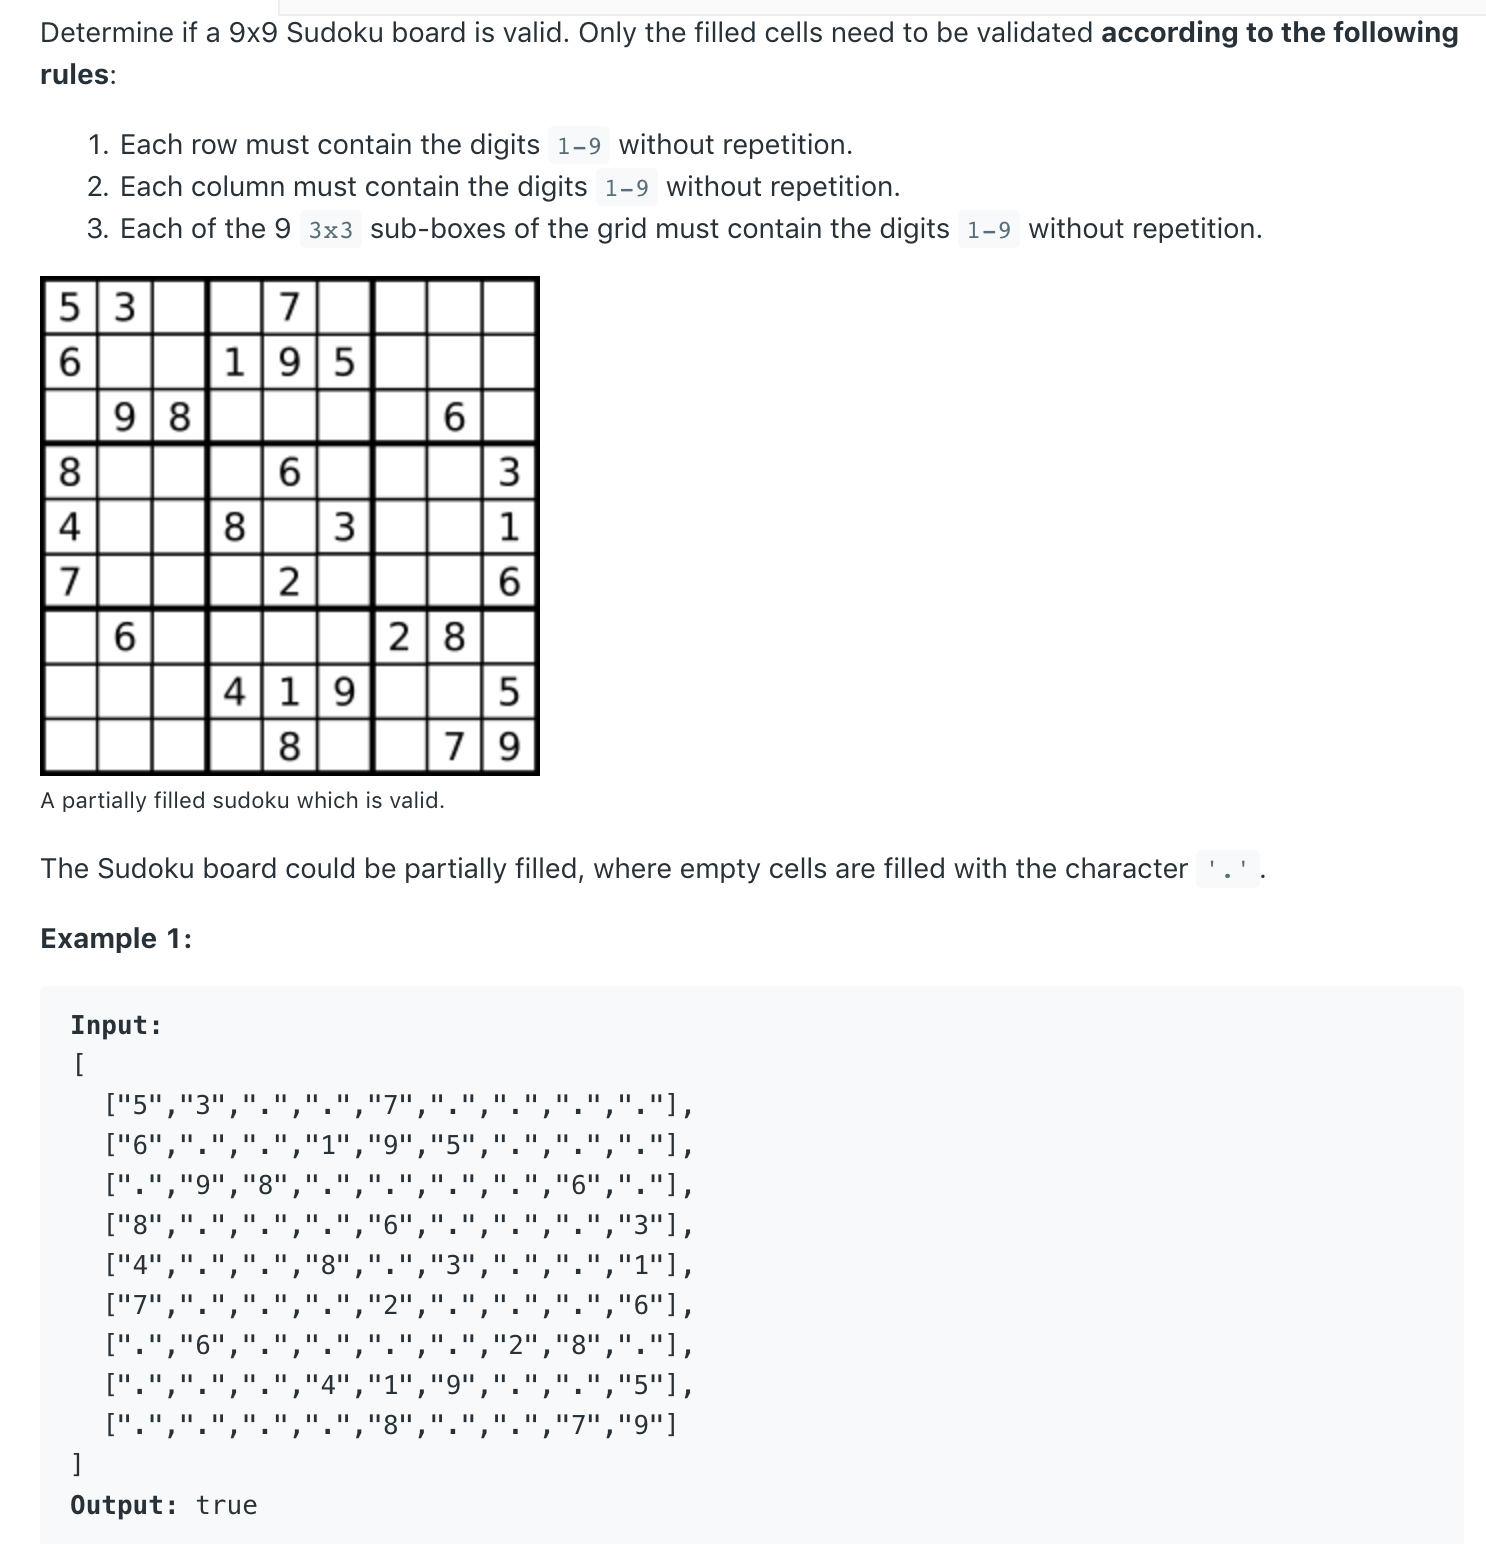 Determine if a 9x9 Sudoku board is valid. Only the filled cells need to be validated according to the following
rules:
1. Each row must contain the digits 1-9 without repetition.
2. Each column must contain the digits 1-9 without repetition.
3. Each of the 9 3x3 sub-boxes of the grid must contain the digits 1-9 without repetition.
5 3 7
6 1 9 5
9 8 6
8 6 3
4 8 3 1
7 2 6
6 2 8
4 1 9 5
8 7 9
A partially filled sudoku which is valid.
The Sudoku board could be partially filled, where empty cells are filled with the character '.'.
Example 1:
Input:
[
["5","3",".",".","7",".",".",".","."],
["6",".",".","1","9","5",".",".","."],
[".","9","8",".",".",".",".","6","."],
["8",".",".",".","6",".",".",".","3"],
["4",".",".","8",".","3",".",".","1"],
["7",".",".",".","2",".",".",".","6"],
[".","6",".",".",".",".","2","8","."],
[".",".",".","4","1","9",".",".","5"],
[".",".",".",".","8",".",".","7","9"]
]
Output: true